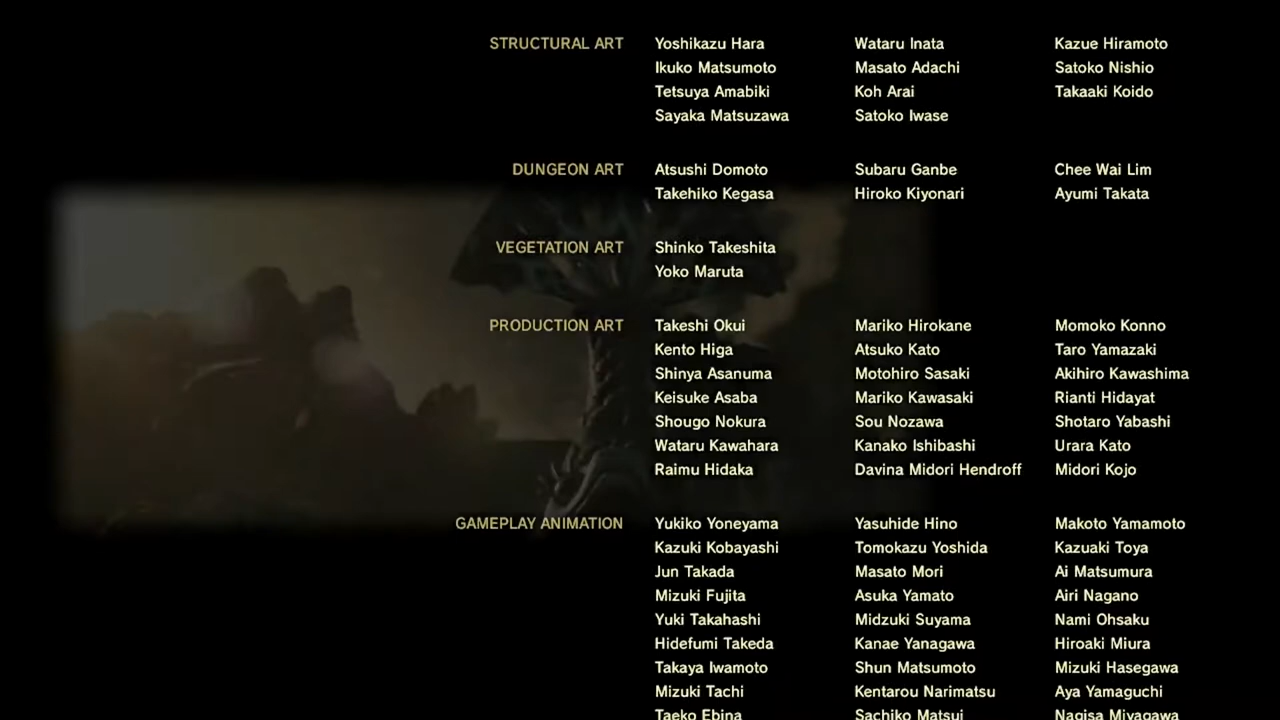 STRUCTURAL ART Yoshikazu Hara Wataru Inata Kazue Hiramoto
Ikuko Matsumoto Masato Adachi Satoko Nishio
Tetsuya Amabiki Koh Arai Takaaki Koido
Sayaka Matsuzawa Satoko Iwase
DUNGEON ART Atsushi Domoto Subaru Ganbe Chee Wai Lim
Takehiko Kegasa Hiroko Kiyonari Ayumi Takata
VEGETATION ART Shinko Takeshita
Yoko Maruta
PRODUCTION ART Takeshi Okui Mariko Hirokane Momoko Konno
Kento Higa Atsuko Kato Taro Yamazaki
Shinya Asanuma Motohiro Sasaki Akihiro Kawashima
Keisuke Asaba Mariko Kawasaki Rianti Hidayat
Shougo Nokura Sou Nozawa Shotaro Yabashi
Wataru Kawahara Kanako Ishibashi Urara Kato
Raimu Hidaka Davina Midori Hendroff Midori Kojo
GAMEPLAY ANIMATION Yukiko Yoneyama Yasuhide Hino Makoto Yamamoto
Kazuki Kobayashi Tomokazu Yoshida Kazuaki Toya
Jun Takada Masato Mori Ai Matsumura
Mizuki Fujita Asuka Yamato Airi Nagano
Yuki Takahashi Midzuki Suyama Nami Ohsaku
Hidefumi Takeda Kanae Yanagawa Hiroaki Miura
Takaya Iwamoto Shun Matsumoto Mizuki Hasegawa
Mizuki Tachi Kentarou Narimatsu Aya Yamaguchi
Taeko Ebina Sachiko Matsui Nagisa Miyagawa